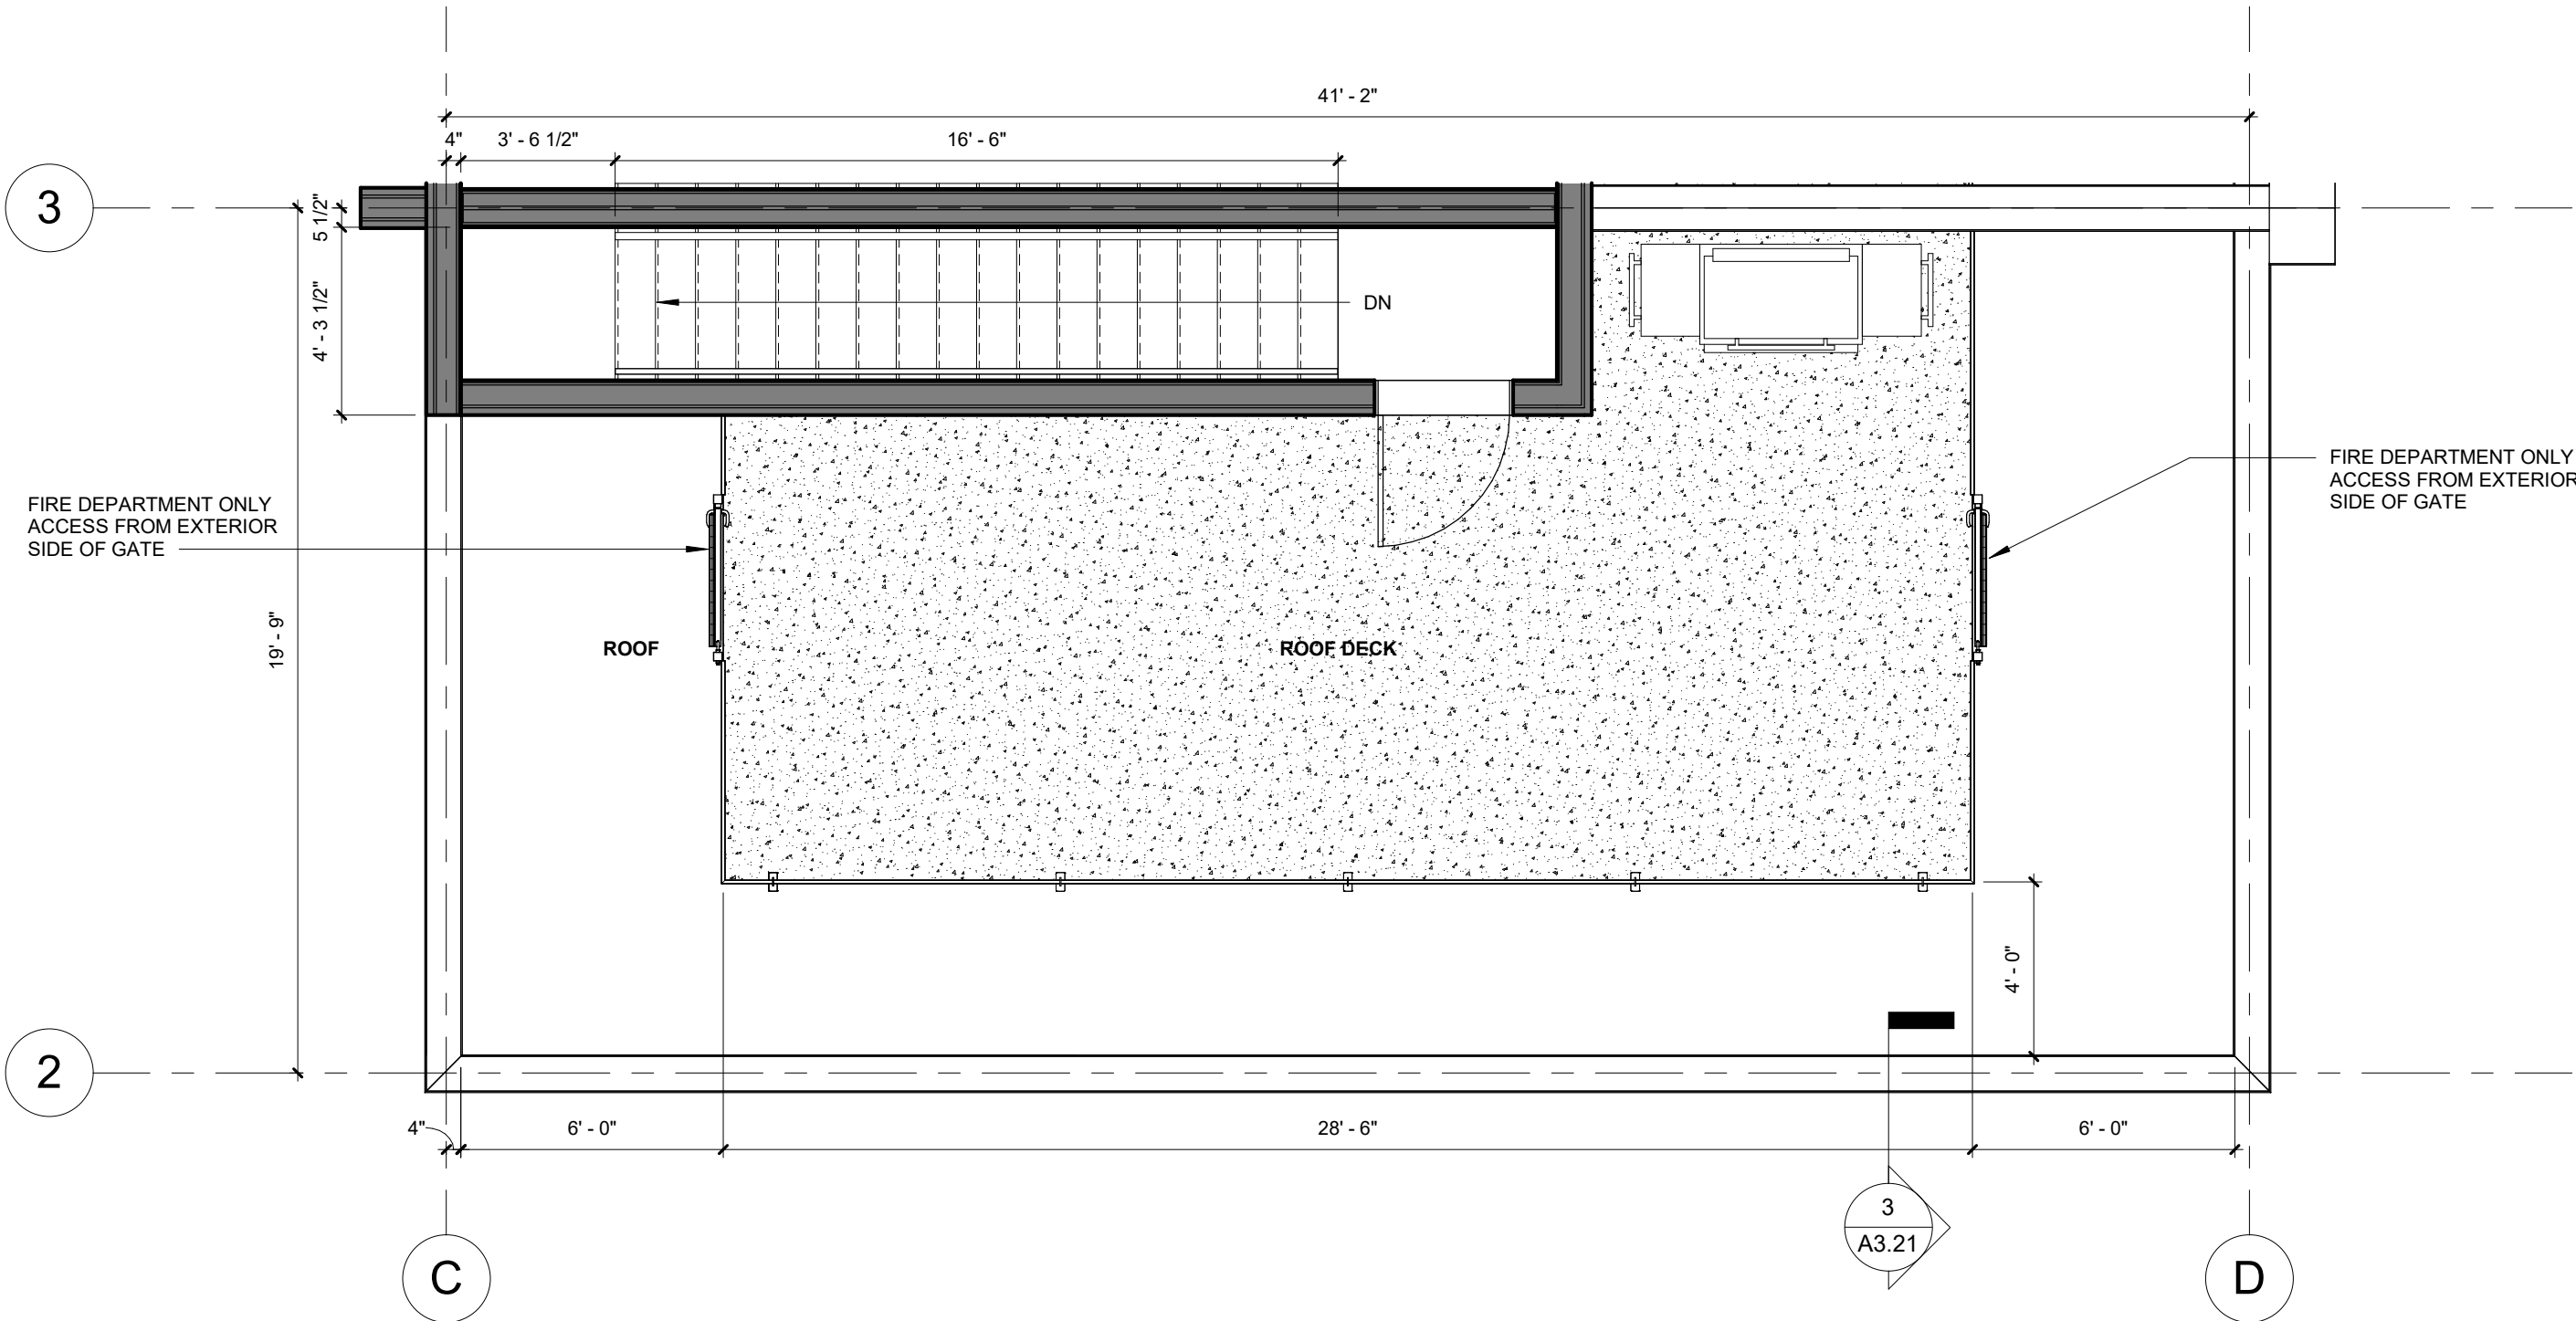 41' - 2"
4"
3' - 6 1/2"
16' - 6"
3
5 1/2"
4' - 3 1/2"
DN
FIRE DEPARTMENT ONLY
ACCESS FROM EXTERIOR
SIDE OF GATE
FIRE DEPARTMENT ONLY
ACCESS FROM EXTERIOR
SIDE OF GATE
19' - 9"
ROOF
ROOF DECK
4' - 0"
2
4"
6' - 0"
28' - 6"
6' - 0"
3
A3.21
C
D